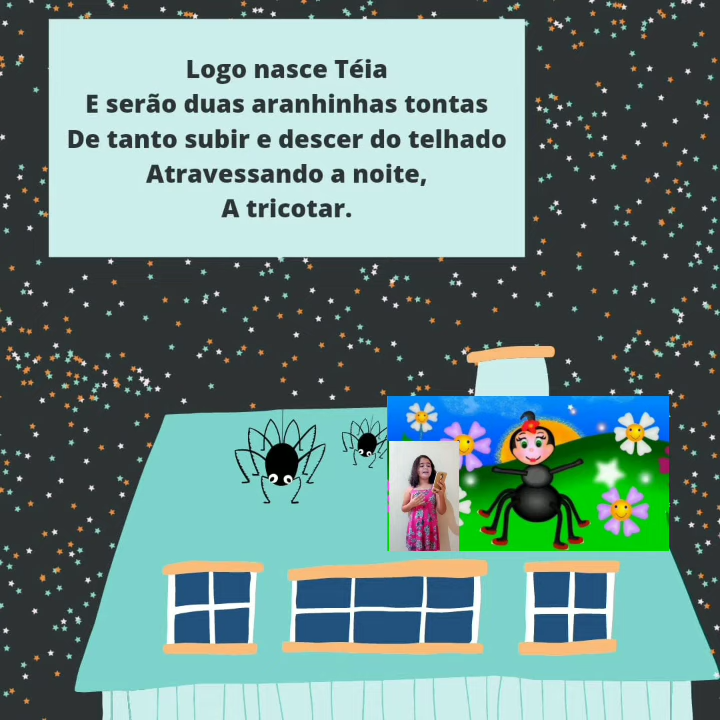 Logo nasce Téia
E serão duas aranhinhas tontas
De tanto subir e descer do telhado
Atravessando a noite,
A tricotar.